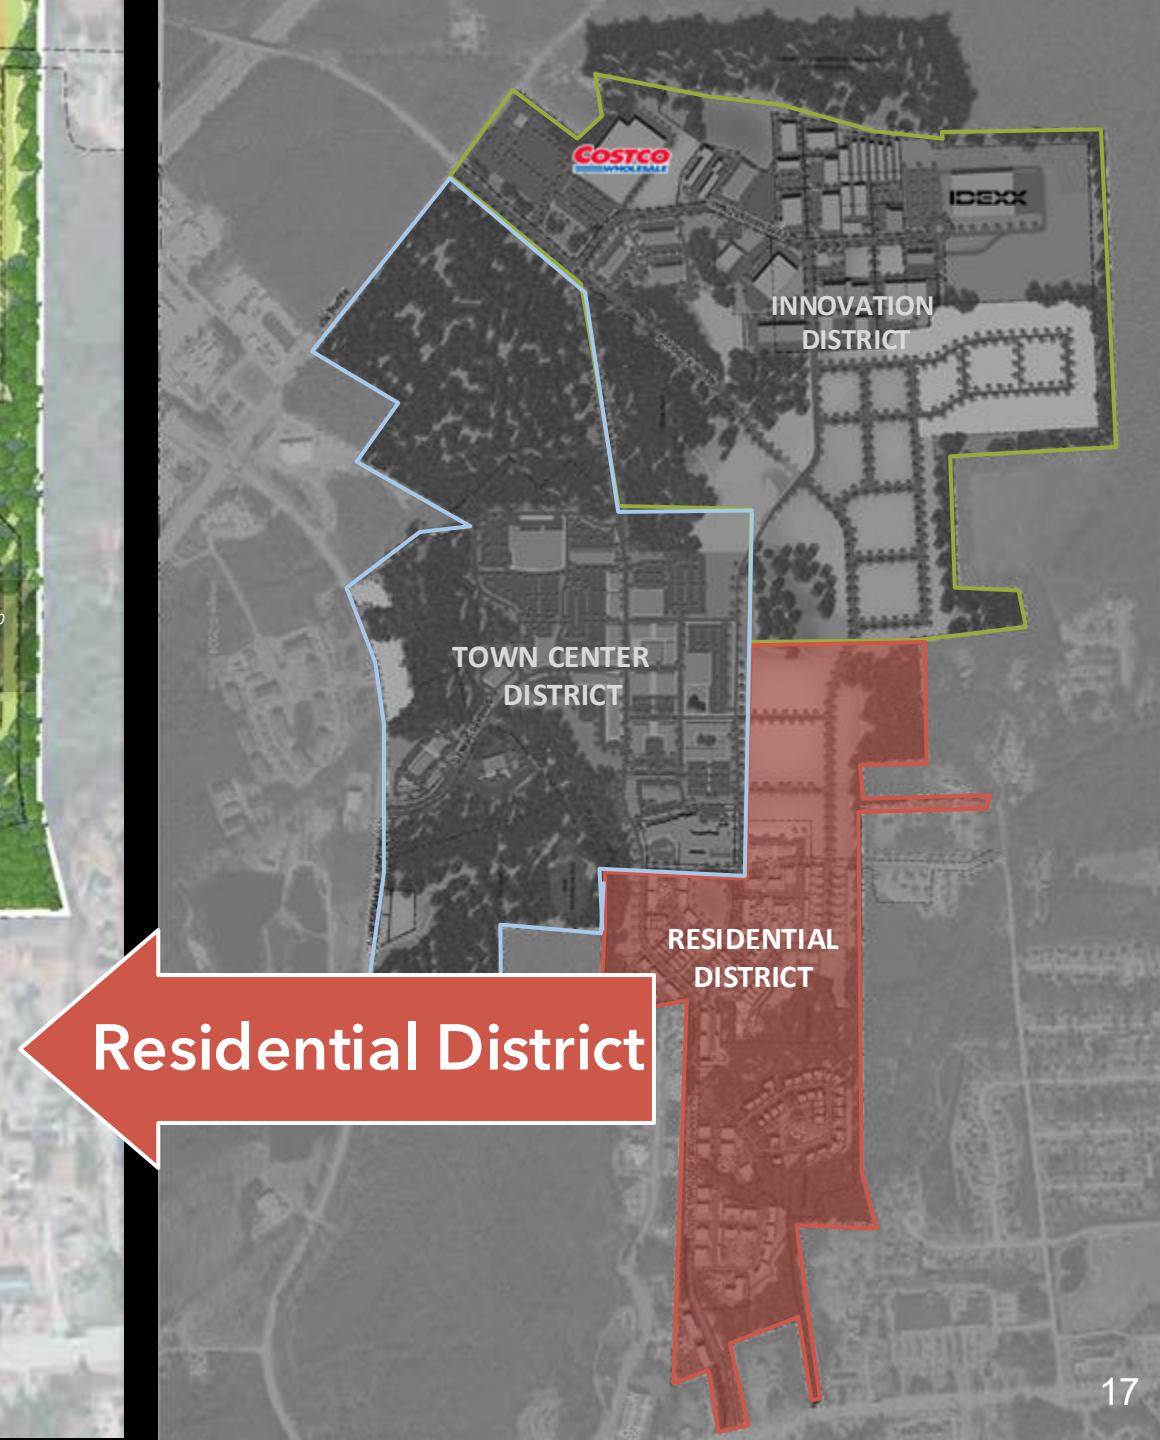 COSTCO
WHOLESALE
IDEXX
INNOVATION
DISTRICT
TOWN CENTER
DISTRICT
RESIDENTIAL
DISTRICT
Residential District
17